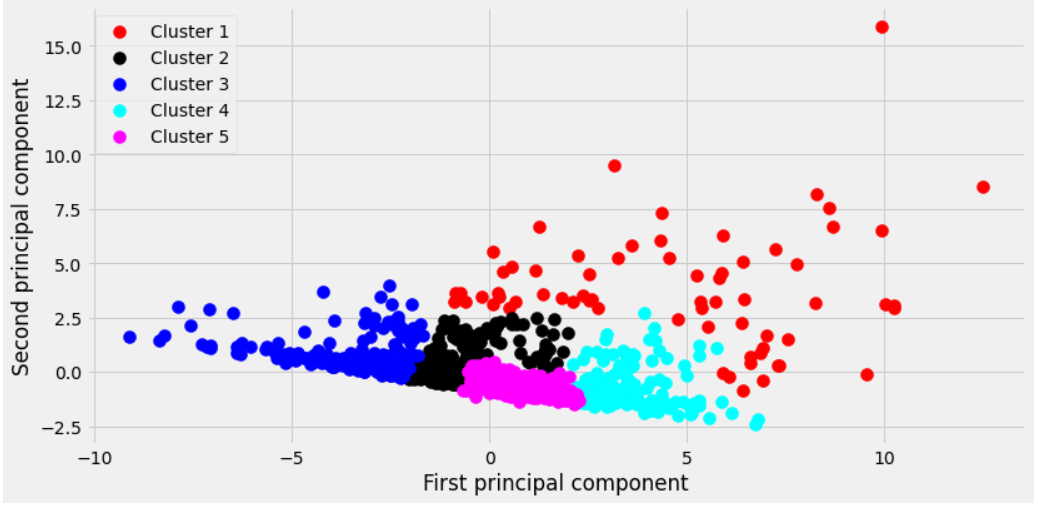 Cluster 1
Cluster 2
Cluster 3
Cluster 4
Cluster 5
Second principal component
15.0
12.5
10.0
7.5
5.0
2.5
0.0
−2.5
−10
−5
0
5
10
First principal component